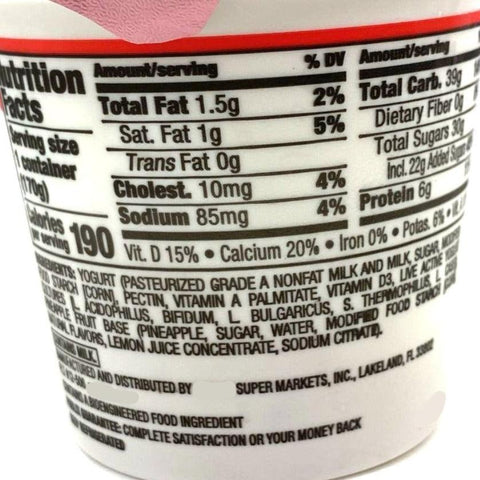 Nutrition Facts
Serving size
1 container
(170g)
Calories per serving 190
Amount/serving % DV
Total Fat 1.5g 2%
Sat. Fat 1g 5%
Trans Fat 0g
Cholest. 10mg 4%
Sodium 85mg 4%
Amount/serving
Total Carb. 39g
Dietary Fiber 0g
Total Sugars 30g
Incl. 22g Added Sugars
Protein 6g
Vit. D 15% • Calcium 20% • Iron 0% • Potas. 6% •
INGREDIENTS: YOGURT (PASTEURIZED GRADE A NONFAT MILK AND MILK, SUGAR,
FOOD STARCH [CORN], PECTIN, VITAMIN A PALMITATE, VITAMIN D3, LIVE ACTIVE
L. ACIDOPHILUS, BIFIDUM, L. BULGARICUS, S. THERMOPHILUS,
FRUIT BASE (PINEAPPLE, SUGAR, WATER, MODIFIED FOOD STARCH
FLAVORS, LEMON JUICE CONCENTRATE, SODIUM CITRATE).
MILK
AND DISTRIBUTED BY SUPER MARKETS, INC., LAKELAND, FL 33802
A BIOENGINEERED FOOD INGREDIENT
GUARANTEE: COMPLETE SATISFACTION OR YOUR MONEY BACK
REFRIGERATED